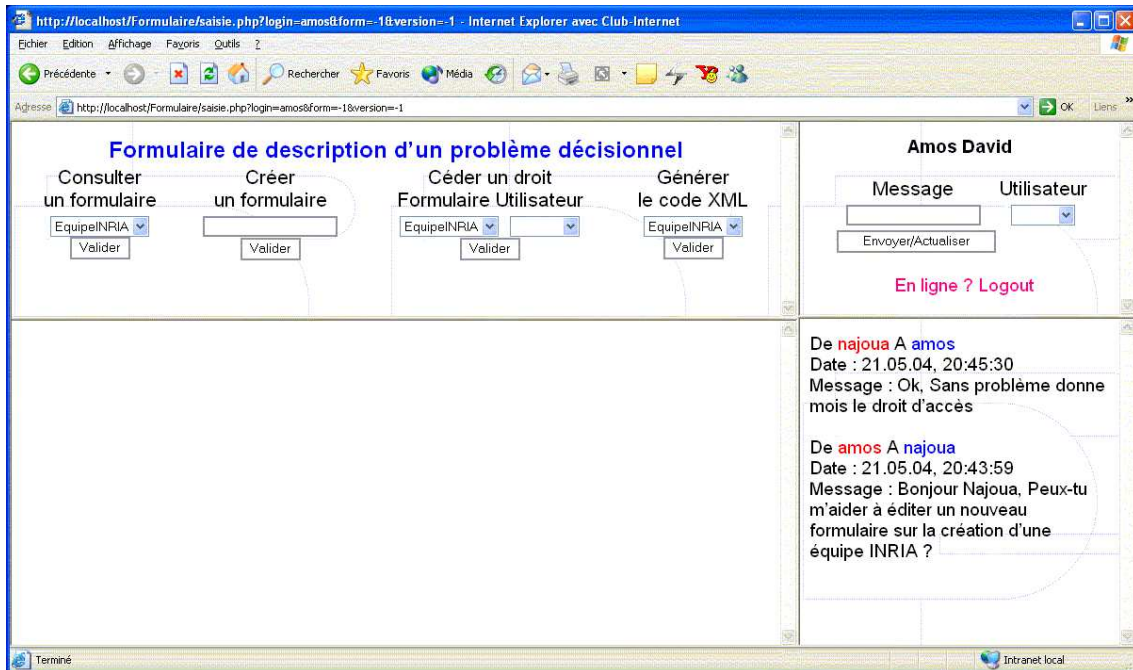 http://localhost/Formulaire/saisie.php?login=amos&form=-1&version=-1 - Internet Explorer avec Club-Internet
Fichier Edition Affichage Favoris Outils ?
Précédente Rechercher Favoris Média
Adresse http://localhost/Formulaire/saisie.php?login=amos&form=-1&version=-1 OK Liens »
Formulaire de description d'un problème décisionnel
Consulter Créer Céder un droit Générer
un formulaire un formulaire Formulaire Utilisateur le code XML
EquipeINRIA EquipeINRIA EquipeINRIA
Valider Valider Valider Valider
Amos David
Message Utilisateur
Envoyer/Actualiser
En ligne ? Logout
De najoua A amos
Date : 21.05.04, 20:45:30
Message : Ok, Sans problème donne
mois le droit d'accès
De amos A najoua
Date : 21.05.04, 20:43:59
Message : Bonjour Najoua, Peux-tu
m'aider à éditer un nouveau
formulaire sur la création d'une
équipe INRIA ?
Terminé Intranet local